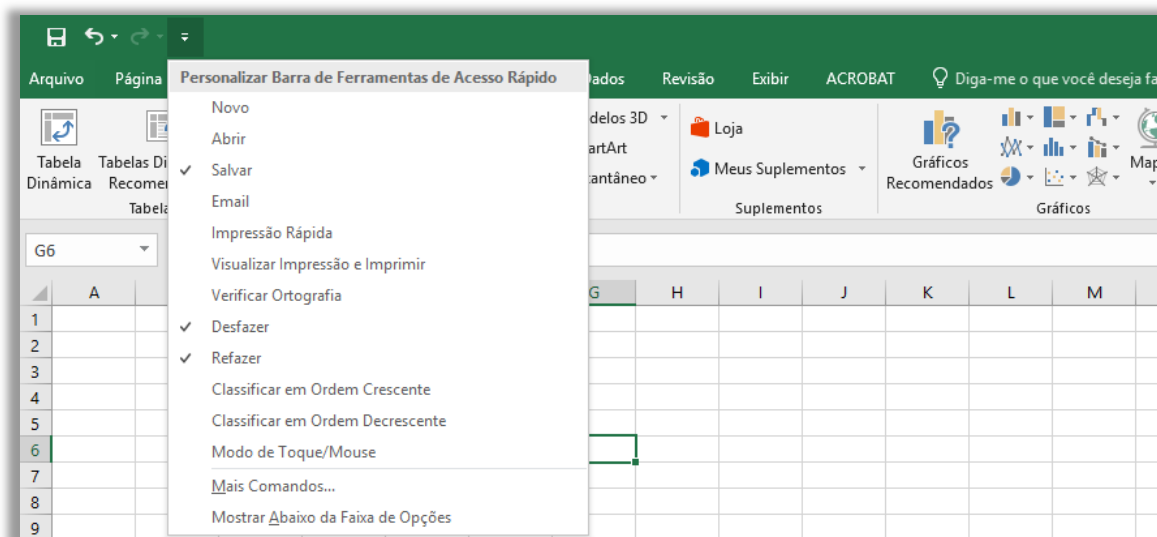 Arquivo Página Dados Revisão Exibir ACROBAT Diga-me o que você deseja fa
Personalizar Barra de Ferramentas de Acesso Rápido
Novo
Abrir
Salvar
Email
Impressão Rápida
Visualizar Impressão e Imprimir
Verificar Ortografia
Desfazer
Refazer
Classificar em Ordem Crescente
Classificar em Ordem Decrescente
Modo de Toque/Mouse
Mais Comandos...
Mostrar Abaixo da Faixa de Opções
Tabela
Dinâmica
Tabelas Di
Recomen
Tabela
delos 3D
artArt
tantâneo
Loja
Meus Suplementos
Suplementos
Gráficos
Recomendados
Map
Gráficos
G6
A G H I J K L M
1
2
3
4
5
6
7
8
9